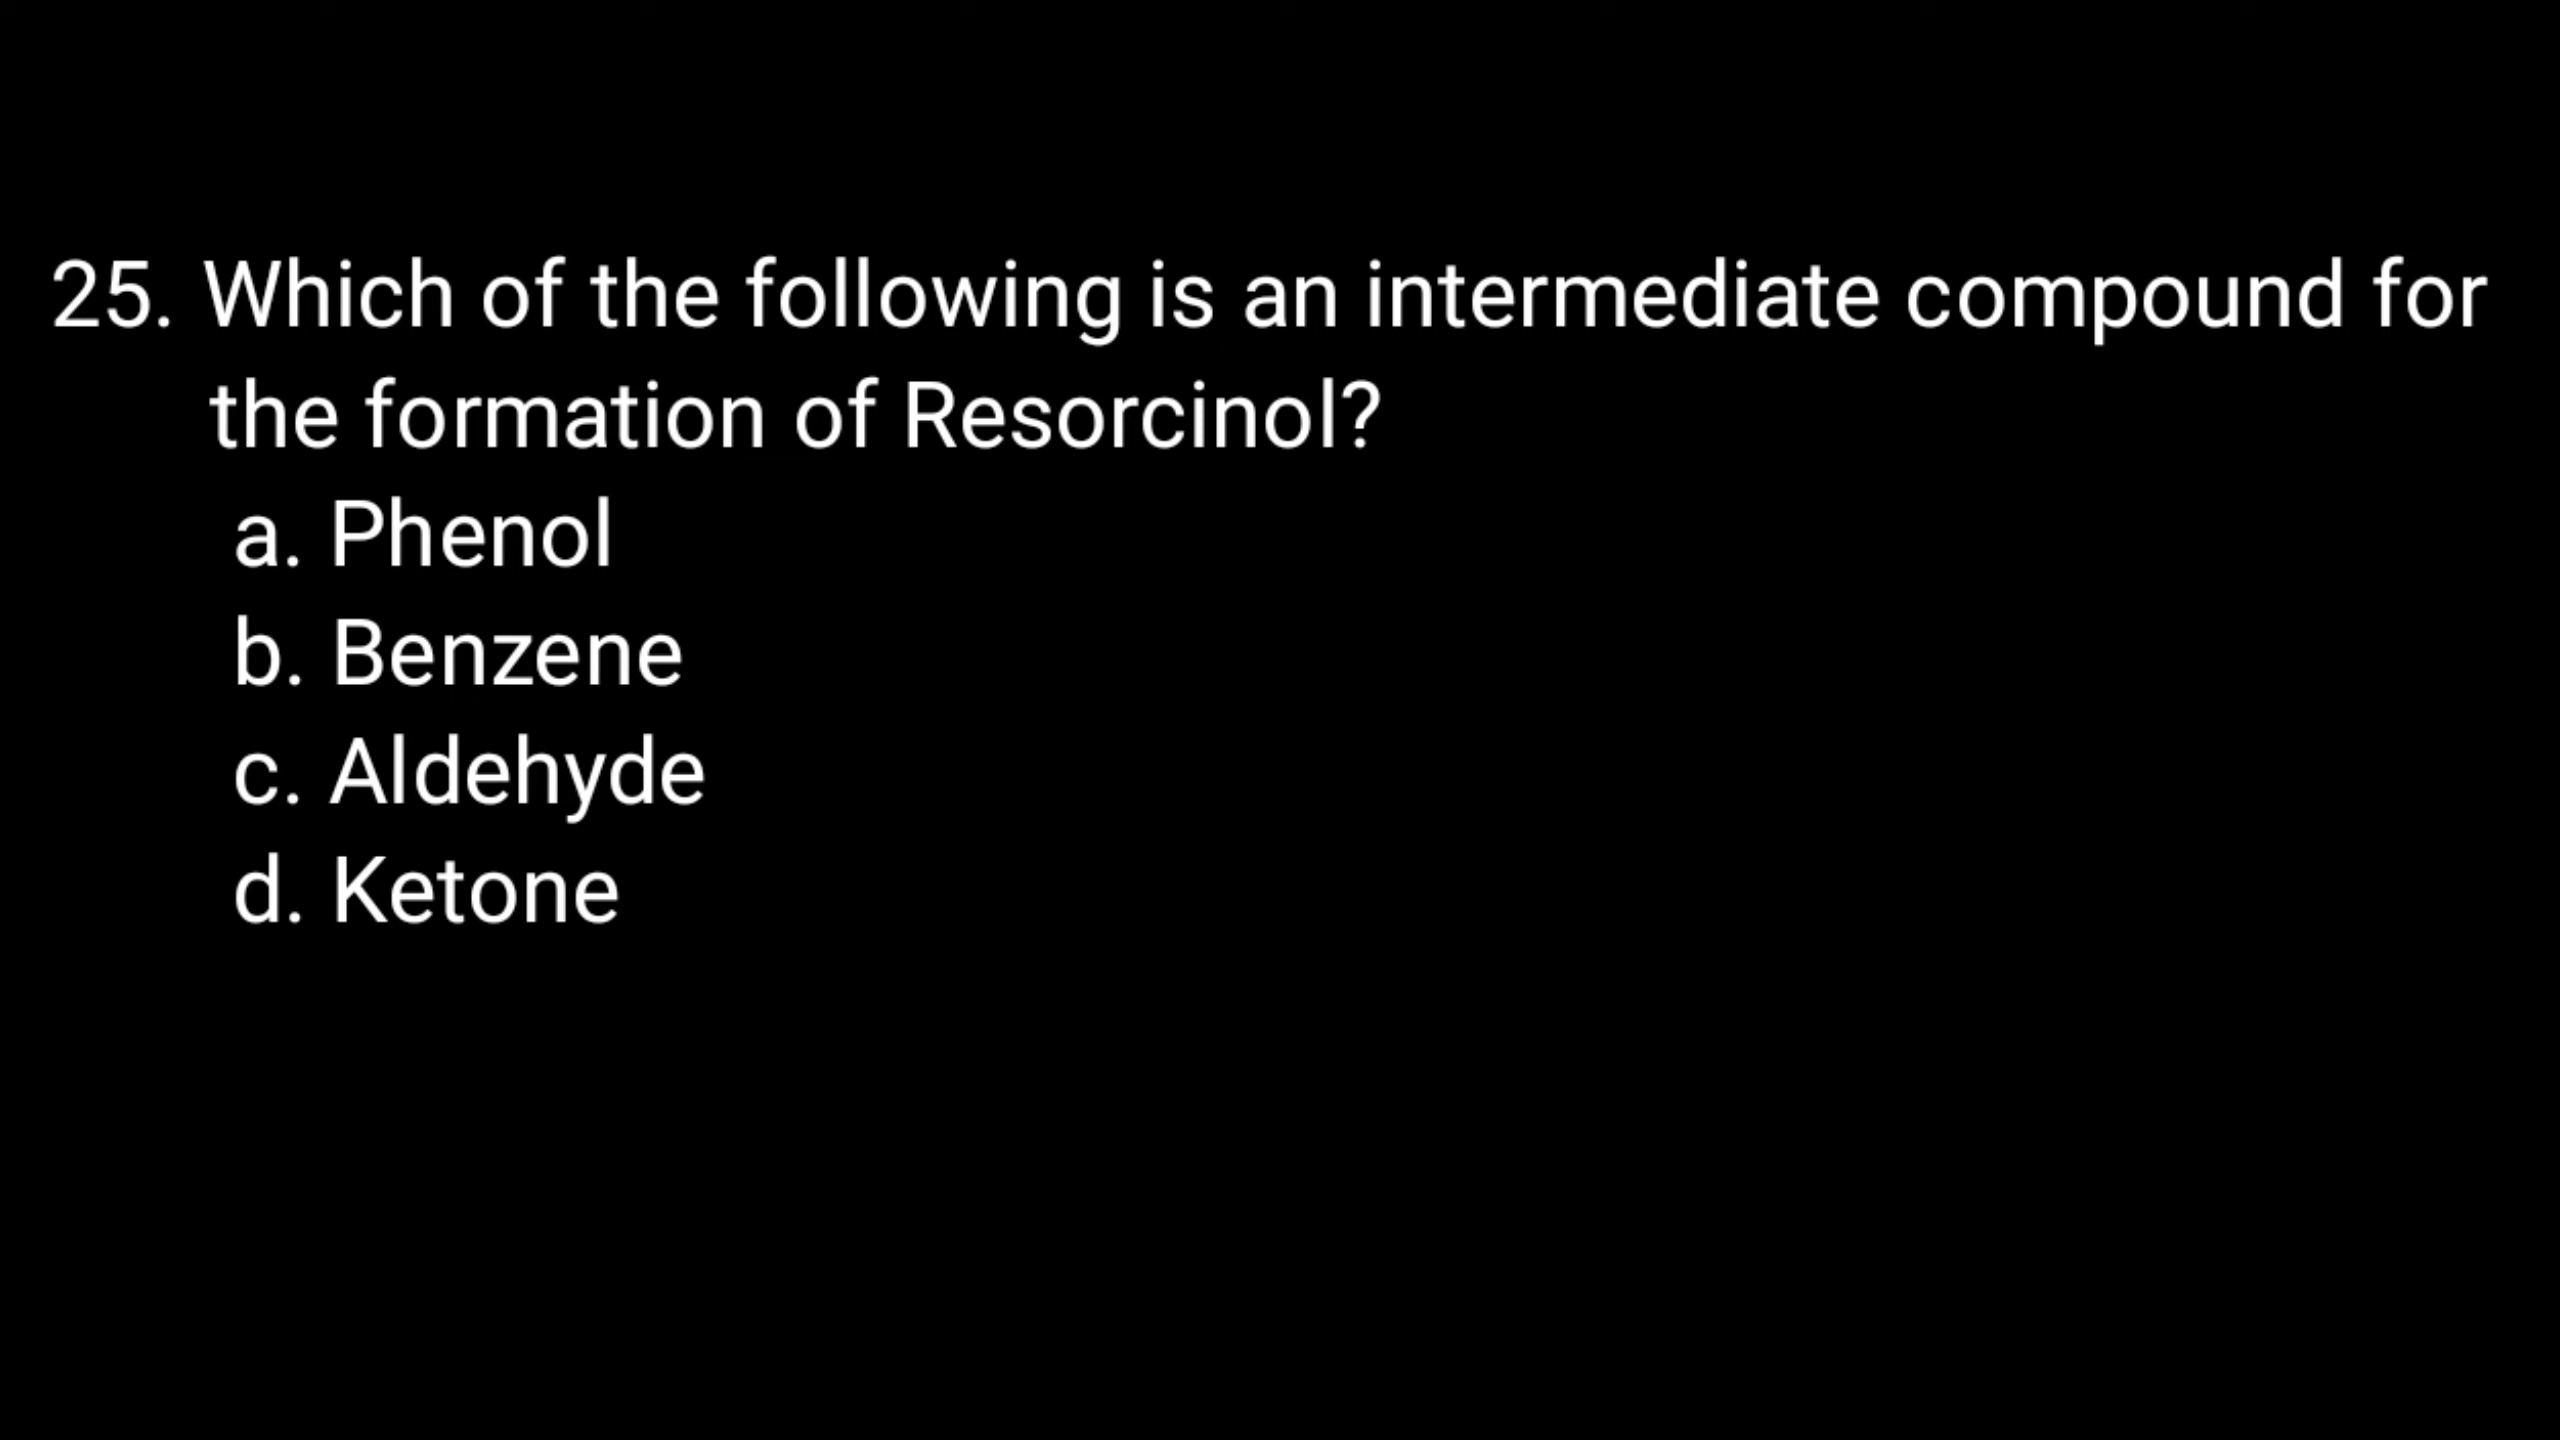 25. Which of the following is an intermediate compound for
the formation of Resorcinol?
a. Phenol
b. Benzene
c. Aldehyde
d. Ketone